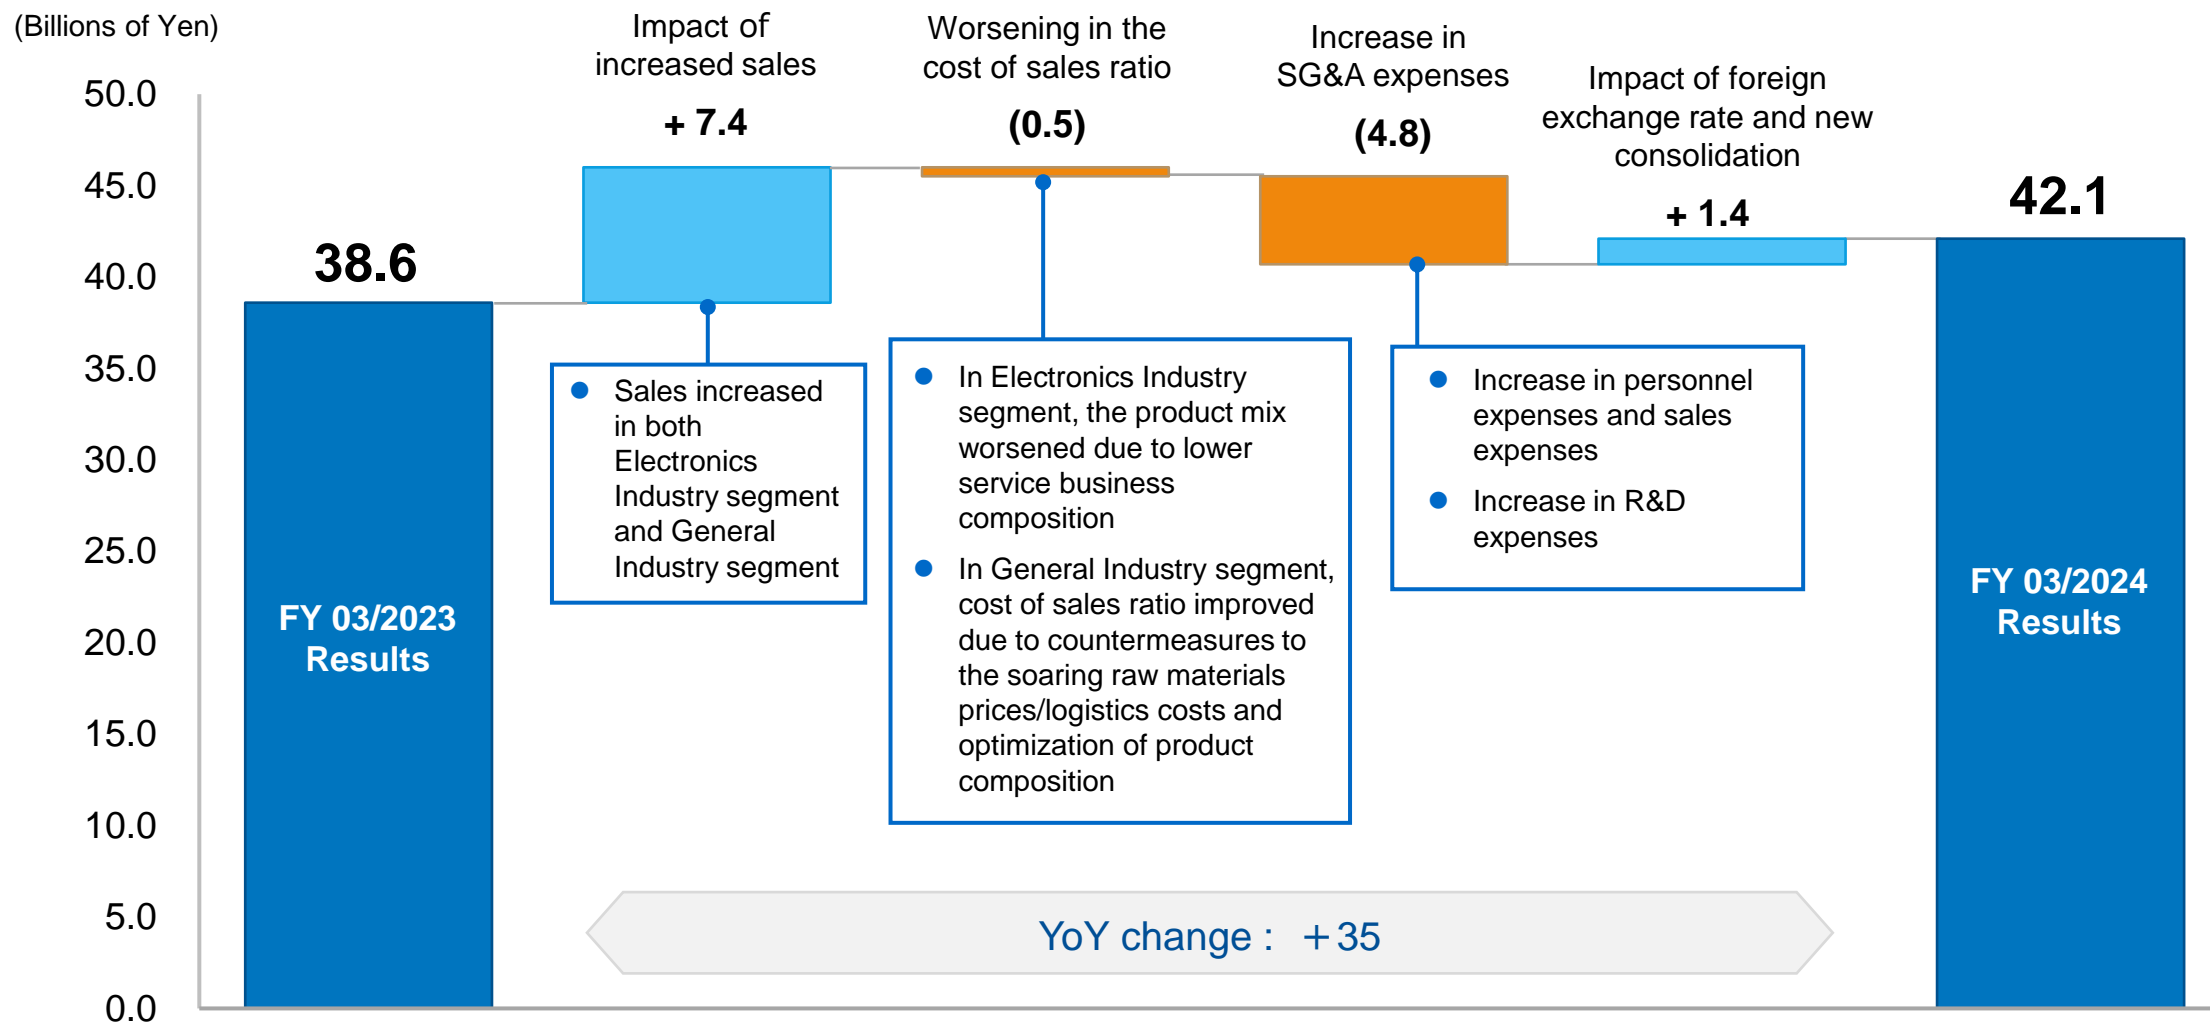 (Billions of Yen)
Impact of
increased sales
+ 7.4
Worsening in the
cost of sales ratio
(0.5)
Increase in
SG&A expenses
(4.8)
Impact of foreign
exchange rate and new
consolidation
+ 1.4
50.0
45.0
40.0
35.0
30.0
25.0
20.0
15.0
10.0
5.0
0.0
38.6
42.1
FY 03/2023
Results
● Sales increased
in both
Electronics
Industry segment
and General
Industry segment
● In Electronics Industry
segment, the product mix
worsened due to lower
service business
composition
● In General Industry segment,
cost of sales ratio improved
due to countermeasures to
the soaring raw materials
prices/logistics costs and
optimization of product
composition
● Increase in personnel
expenses and sales
expenses
● Increase in R&D
expenses
FY 03/2024
Results
YoY change : ＋35